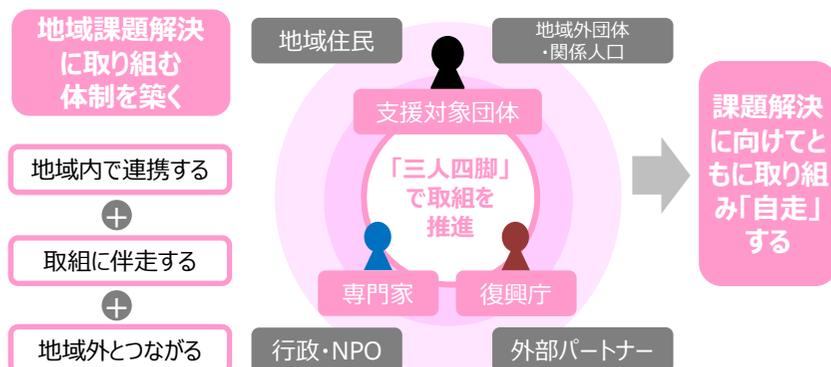 地域課題解決
に取り組む
体制を築く
地域内で連携する
+
取組に伴走する
+
地域外とつながる
地域住民
地域外団体
・関係人口
支援対象団体
「三人四脚」
で取組を
推進
専門家
復興庁
行政・NPO
外部パートナー
課題解決
に向けてと
もに取り組
み「自走」
する